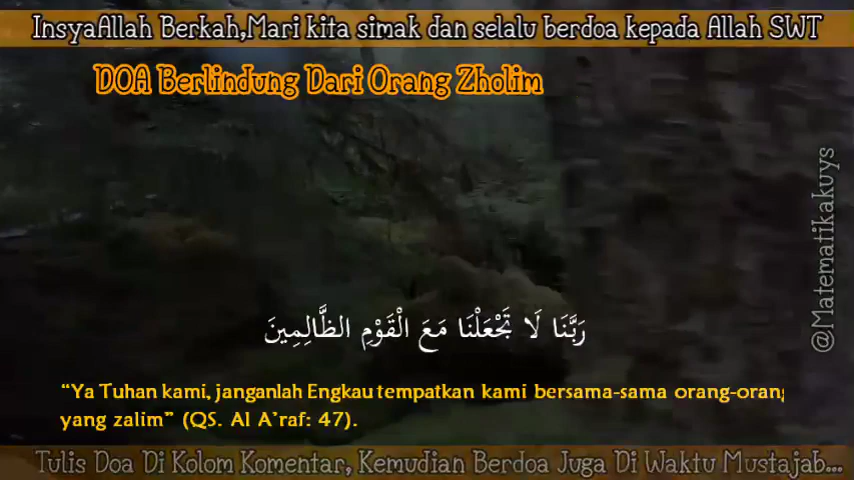 InsyaAllah Berkah,Mari kita simak dan selalu berdoa kepada Allah SWT
DOA Berlindung Dari Orang Zholim
@Matematikakuys
رَبَّنَا لَا تَجْعَلْنَا مَعَ الْقَوْمِ الظَّالِمِينَ
“Ya Tuhan kami, janganlah Engkau tempatkan kami bersama-sama orang-orang
yang zalim” (QS. Al A’raf: 47).
Tulis Doa Di Kolom Komentar, Kemudian Berdoa Juga Di Waktu Mustajab...